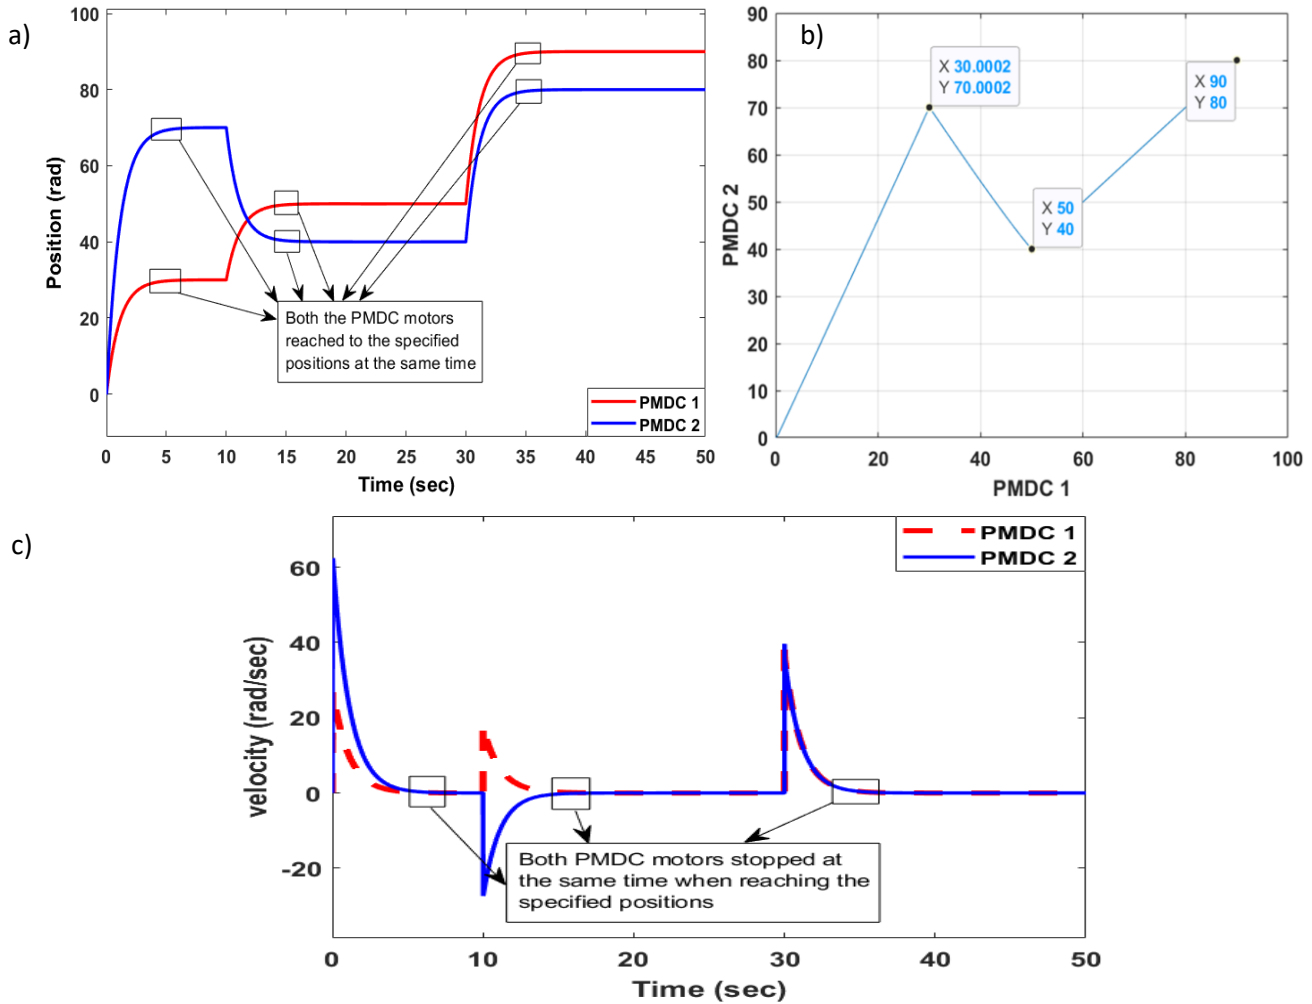 a)
100
80
60
40
20
0
Position (rad)
0 5 10 15 20 25 30 35 40 45 50
Time (sec)
Both the PMDC motors
reached to the specified
positions at the same time
PMDC 1
PMDC 2
b)
90
80
70
60
50
40
30
20
10
0
PMDC 2
X 30.0002
Y 70.0002
X 50
Y 40
X 90
Y 80
0 20 40 60 80 100
PMDC 1
c)
60
40
20
0
-20
velocity (rad/sec)
PMDC 1
PMDC 2
Both PMDC motors stopped at
the same time when reaching the
specified positions
0 10 20 30 40 50
Time (sec)